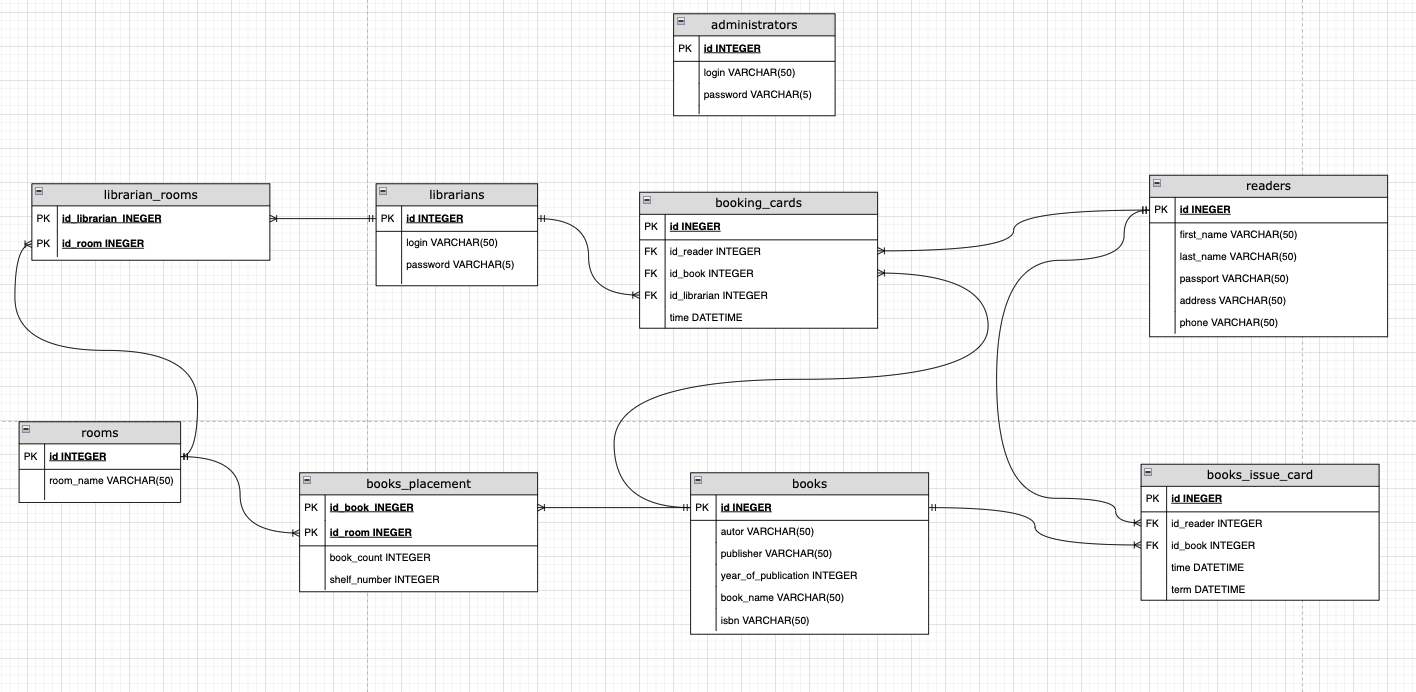 administrators
PK id INTEGER
login VARCHAR(50)
password VARCHAR(5)
librarian_rooms
PK id_librarian INEGER
PK id_room INEGER
librarians
PK id INTEGER
login VARCHAR(50)
password VARCHAR(5)
booking_cards
PK id INEGER
FK id_reader INTEGER
FK id_book INTEGER
FK id_librarian INTEGER
time DATETIME
readers
PK id INEGER
first_name VARCHAR(50)
last_name VARCHAR(50)
passport VARCHAR(50)
address VARCHAR(50)
phone VARCHAR(50)
rooms
PK id INTEGER
room_name VARCHAR(50)
books_placement
PK id_book INEGER
PK id_room INEGER
book_count INTEGER
shelf_number INTEGER
books
PK id INEGER
autor VARCHAR(50)
publisher VARCHAR(50)
year_of_publication INTEGER
book_name VARCHAR(50)
isbn VARCHAR(50)
books_issue_card
PK id INEGER
FK id_reader INTEGER
FK id_book INTEGER
time DATETIME
term DATETIME